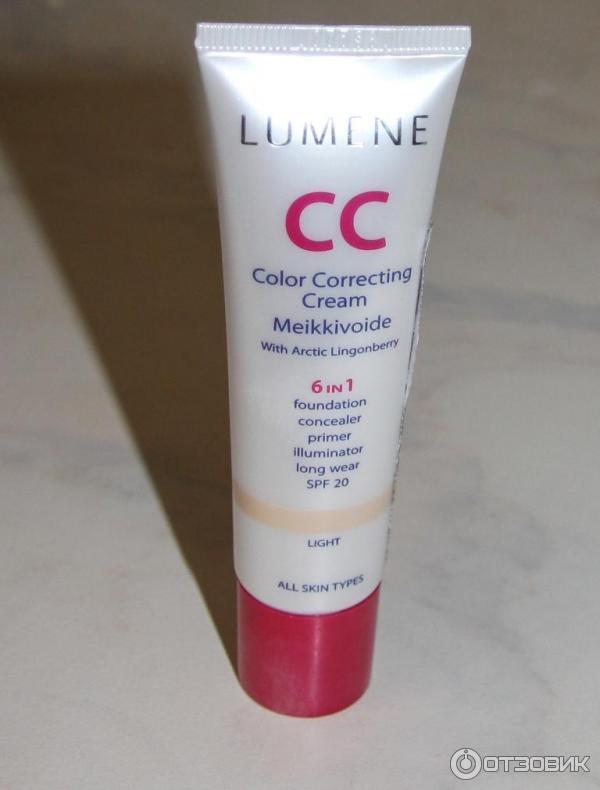 LUMENE
CC
Color Correcting
Cream
Meikkivoide
With Arctic Lingonberry
6 IN 1
foundation
concealer
primer
illuminator
long wear
SPF 20
LIGHT
ALL SKIN TYPES
ОТЗОВИК